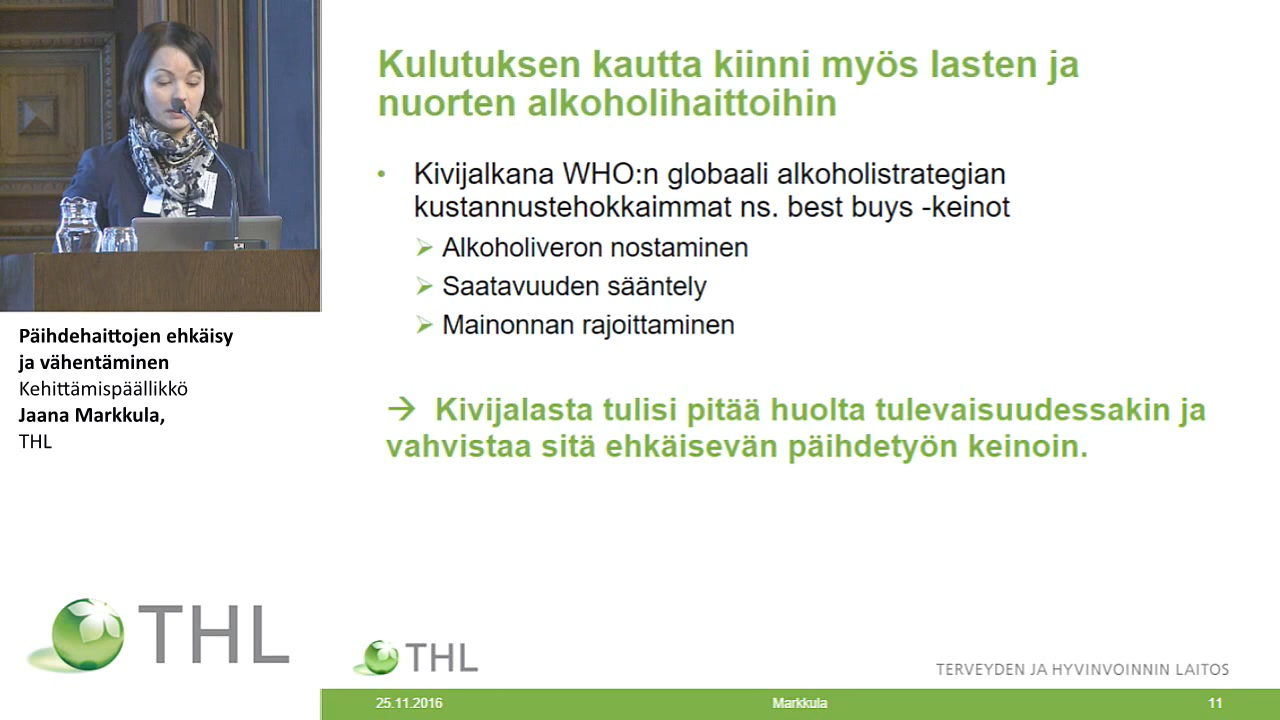 Kulutuksen kautta kiinni myös lasten ja
nuorten alkoholihaittoihin
• Kivijalkana WHO:n globaali alkoholistrategian
kustannustehokkaimmat ns. best buys -keinot
➢ Alkoholiveron nostaminen
➢ Saatavuuden sääntely
➢ Mainonnan rajoittaminen
→ Kivijalasta tulisi pitää huolta tulevaisuudessakin ja
vahvistaa sitä ehkäisevän päihdetyön keinoin.
Päihdehaittojen ehkäisy
ja vähentäminen
Kehittämispäällikkö
Jaana Markkula,
THL
THL
THL
TERVEYDEN JA HYVINVOINNIN LAITOS
25.11.2016 Markkula 11